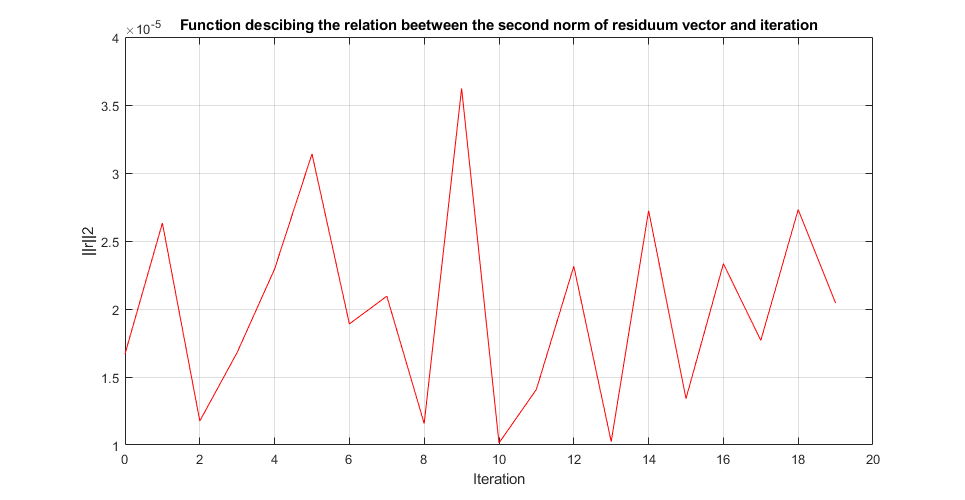 Function descibing the relation beetween the second norm of residuum vector and iteration
×10-5
4
3.5
3
2.5
2
1.5
1
||r||2
0 2 4 6 8 10 12 14 16 18 20
Iteration